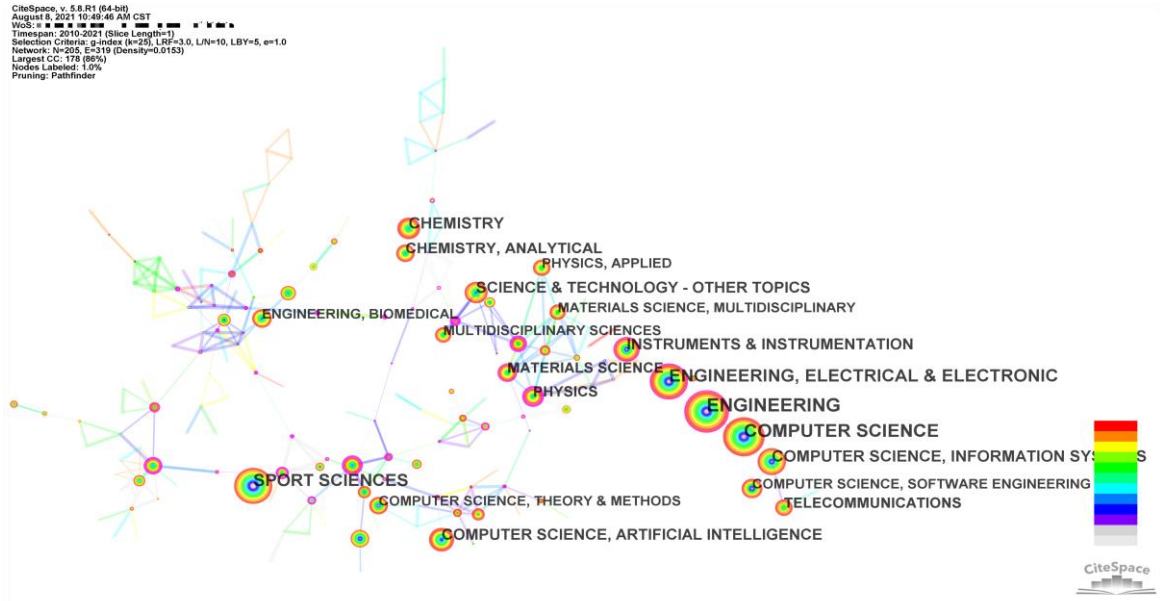 CiteSpace, v. 5.8.R1 (64-bit)
August 8, 2021 10:49:46 AM CST
WoS:
Timespan: 2010-2021 (Slice Length=1)
Selection Criteria: g-index (k=25), LRF=3.0, L/N=10, LBY=5, e=1.0
Network: N=205, E=319 (Density=0.0153)
Largest CC: 178 (86%)
Nodes Labeled: 1.0%
Pruning: Pathfinder
CHEMISTRY
CHEMISTRY, ANALYTICAL
PHYSICS, APPLIED
SCIENCE & TECHNOLOGY - OTHER TOPICS
MATERIALS SCIENCE, MULTIDISCIPLINARY
ENGINEERING, BIOMEDICAL
MULTIDISCIPLINARY SCIENCES
INSTRUMENTS & INSTRUMENTATION
MATERIALS SCIENCE
ENGINEERING, ELECTRICAL & ELECTRONIC
PHYSICS
ENGINEERING
COMPUTER SCIENCE
COMPUTER SCIENCE, INFORMATION SYSTEMS
SPORT SCIENCES
COMPUTER SCIENCE, SOFTWARE ENGINEERING
COMPUTER SCIENCE, THEORY & METHODS
TELECOMMUNICATIONS
COMPUTER SCIENCE, ARTIFICIAL INTELLIGENCE
CiteSpace